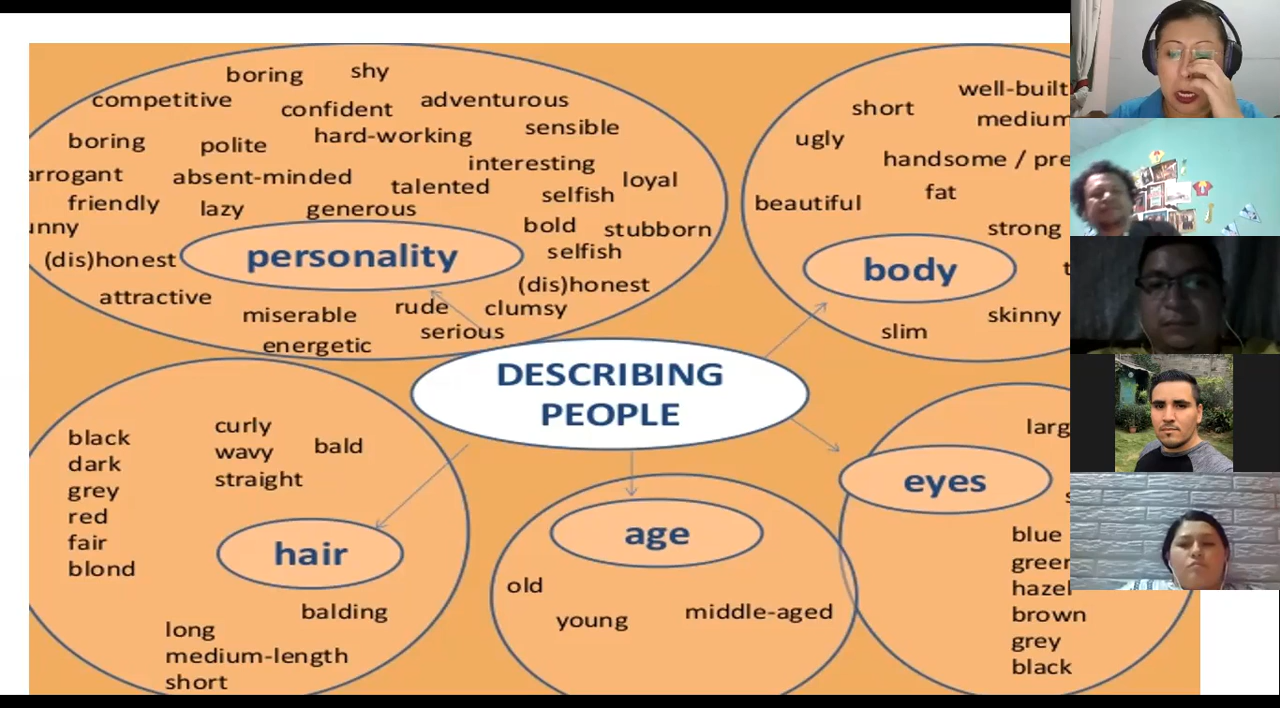 boring shy
competitive confident adventurous
boring polite hard-working sensible
arrogant absent-minded interesting
talented selfish loyal
friendly lazy generous
bold stubborn
personality
selfish
(dis)honest
(dis)honest
attractive
miserable rude clumsy
serious
energetic
well-built
short
medium
ugly
handsome / pre
fat
beautiful
strong
body
skinny
slim
DESCRIBING
PEOPLE
black
dark
grey
red
fair
blond
curly
wavy
straight
bald
hair
balding
long
medium-length
short
age
old
young
middle-aged
eyes
blue
hazel
brown
grey
black